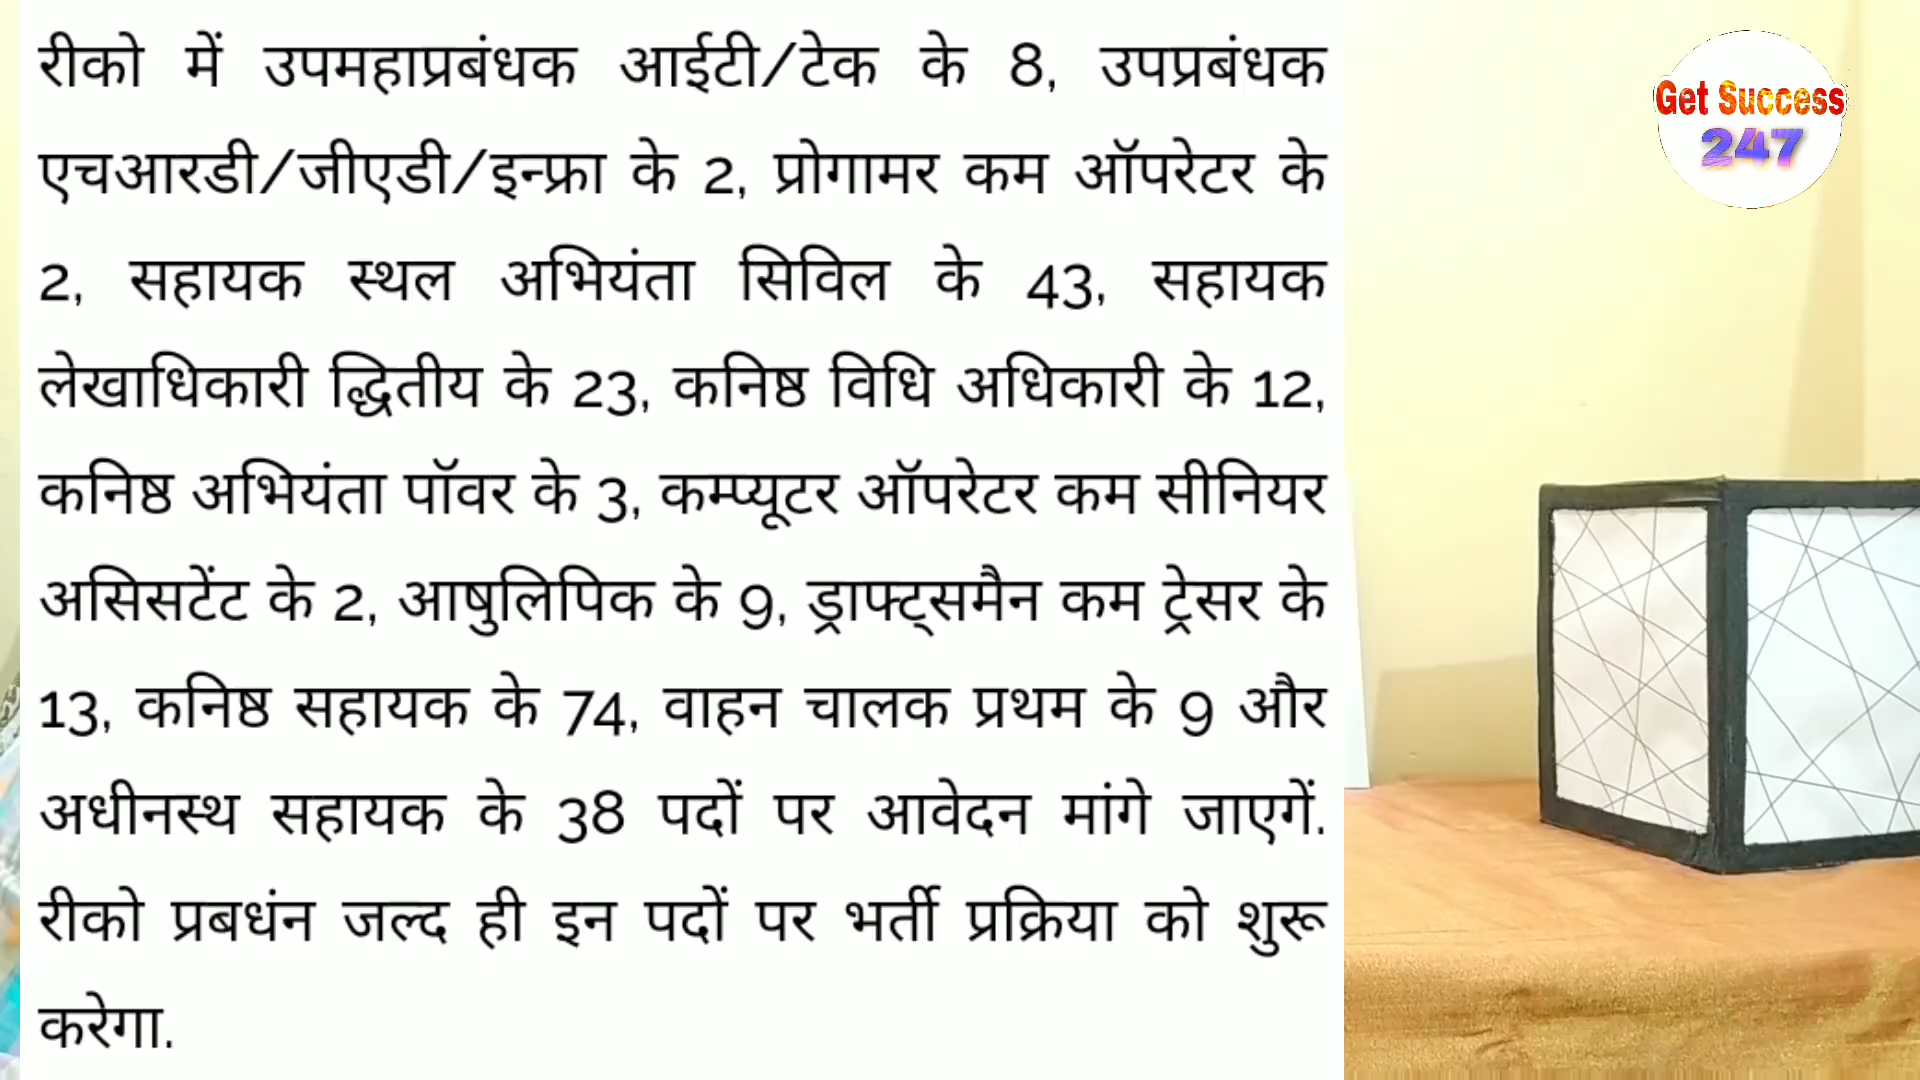 रीको में उपमहाप्रबंधक आईटी/टेक के 8, उपप्रबंधक
एचआरडी/जीएडी/इन्फ्रा के 2, प्रोगामर कम ऑपरेटर के
2, सहायक स्थल अभियंता सिविल के 43, सहायक
लेखाधिकारी द्धितीय के 23, कनिष्ठ विधि अधिकारी के 12,
कनिष्ठ अभियंता पॉवर के 3, कम्प्यूटर ऑपरेटर कम सीनियर
असिसटेंट के 2, आषुलिपिक के 9, ड्राफ्ट्समैन कम ट्रेसर के
13, कनिष्ठ सहायक के 74, वाहन चालक प्रथम के 9 और
अधीनस्थ सहायक के 38 पदों पर आवेदन मांगे जाएगें.
रीको प्रबधंन जल्द ही इन पदों पर भर्ती प्रक्रिया को शुरू
करेगा.
Get Success
247